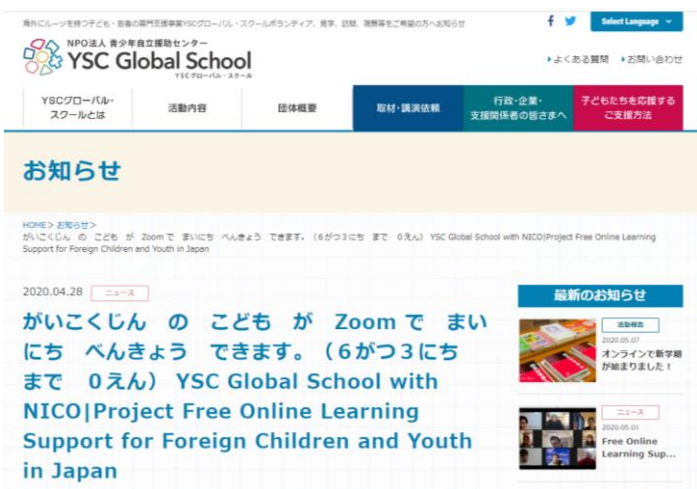 海外にルーツを持つ子ども・若者の専門支援事業YSCグローバル・スクールボランティア、見学、訪問、視察等をご希望の方へお知らせ
Select Language
NPO法人 青少年自立援助センター
YSC Global School
YSCグローバル・スクール
よくある質問 お問い合わせ
YSCグローバル・
スクールとは
活動内容
団体概要
取材・講演依頼
行政・企業・
支援関係者の皆さまへ
子どもたちを応援する
ご支援方法
お知らせ
HOME > お知らせ >
がいこくじん の こども が Zoom で まいにち べんきょう できます。(6がつ3にち まで 0えん) YSC Global School with NICO|Project Free Online Learning
Support for Foreign Children and Youth in Japan
2020.04.28 ニュース
がいこくじん の こども が Zoom で まい
にち べんきょう できます。(6がつ3にち
まで 0えん) YSC Global School with
NICO|Project Free Online Learning
Support for Foreign Children and Youth
in Japan
最新のお知らせ
活動報告
2020.05.07
オンラインで新学期
が始まりました!
ニュース
2020.05.01
Free Online
Learning Sup...